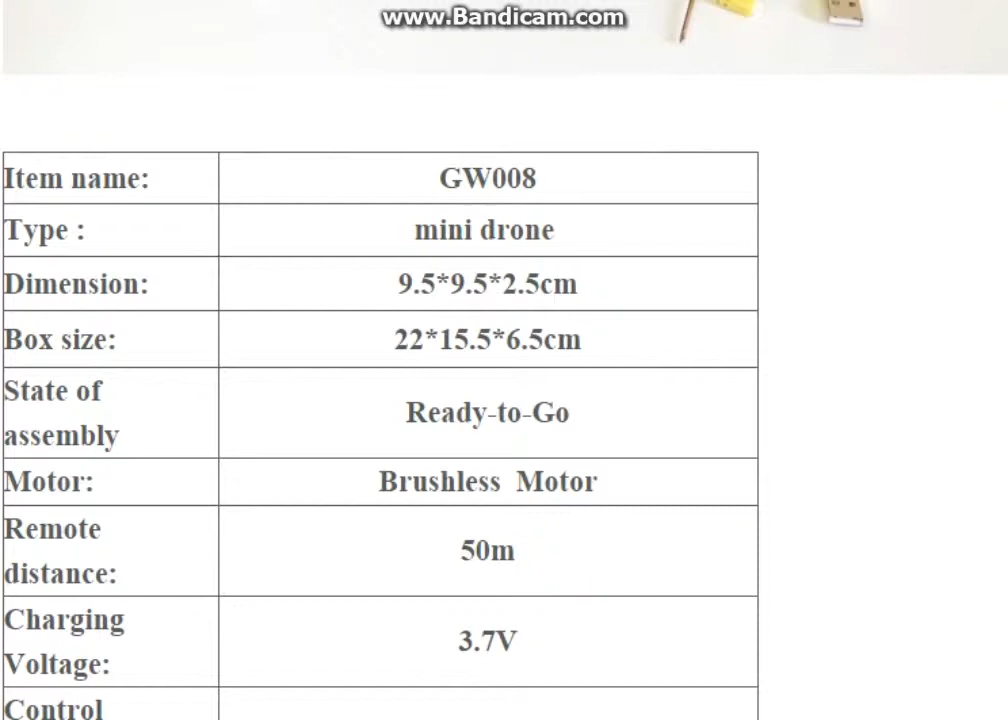 www.Bandicam.com
Item name: GW008
Type : mini drone
Dimension: 9.5*9.5*2.5cm
Box size: 22*15.5*6.5cm
State of
assembly
Ready-to-Go
Motor: Brushless Motor
Remote
distance:
50m
Charging
Voltage:
3.7V
Control